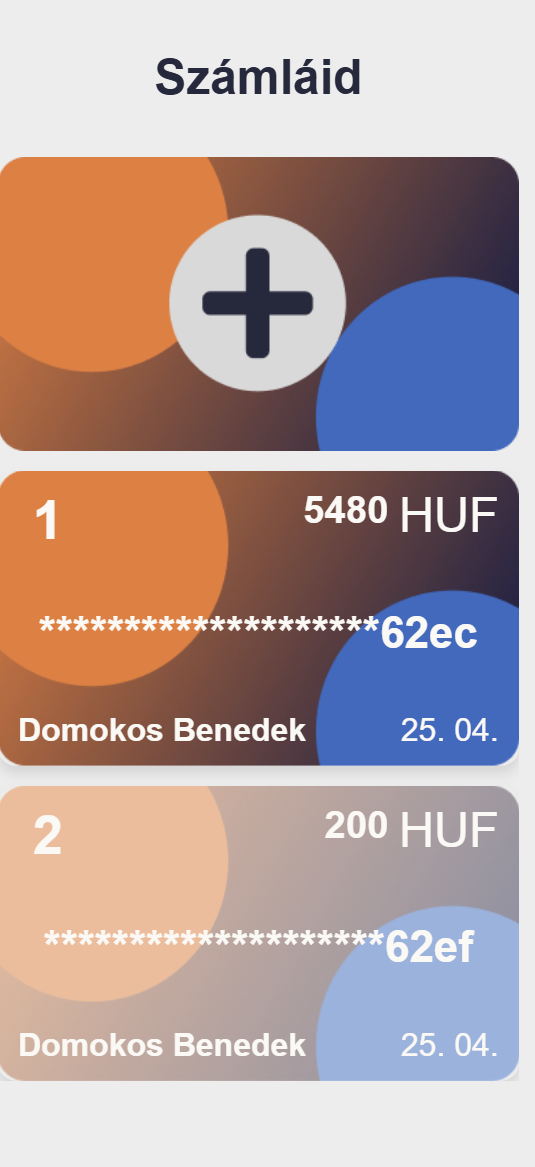 Számláid
1 5480 HUF
********************62ec
Domokos Benedek 25. 04.
2 200 HUF
********************62ef
Domokos Benedek 25. 04.